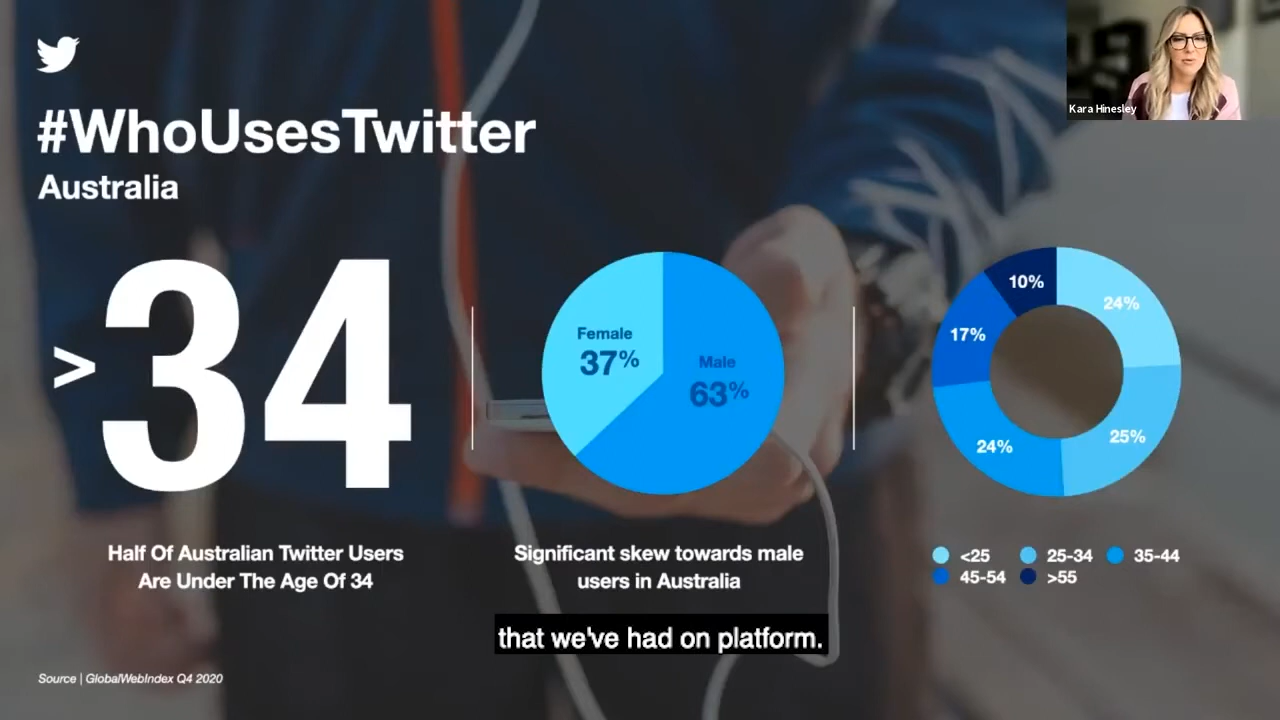 Kara Hinesley
#WhoUsesTwitter
Australia
>34
Half Of Australian Twitter Users
Are Under The Age Of 34
Female
37%
Male
63%
Significant skew towards male
users in Australia
10%
24%
17%
24%
25%
<25 25-34 35-44
45-54 >55
that we've had on platform.
Source | GlobalWebIndex Q4 2020